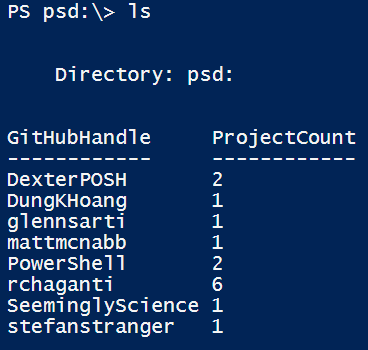 PS psd:\> ls
Directory: psd:
GitHubHandle ProjectCount
------------ ------------
DexterPOSH 2
DungKHoang 1
glennsarti 1
mattmcnabb 1
PowerShell 2
rchaganti 6
SeeminglyScience 1
stefanstranger 1